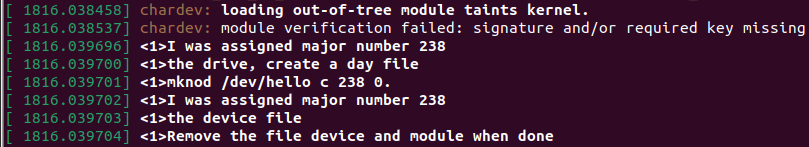 [ 1816.038458] chardev: loading out-of-tree module taints kernel.
[ 1816.038537] chardev: module verification failed: signature and/or required key missing
[ 1816.039696] <1>I was assigned major number 238
[ 1816.039700] <1>the drive, create a day file
[ 1816.039701] <1>mknod /dev/hello c 238 0.
[ 1816.039702] <1>I was assigned major number 238
[ 1816.039703] <1>the device file
[ 1816.039704] <1>Remove the file device and module when done